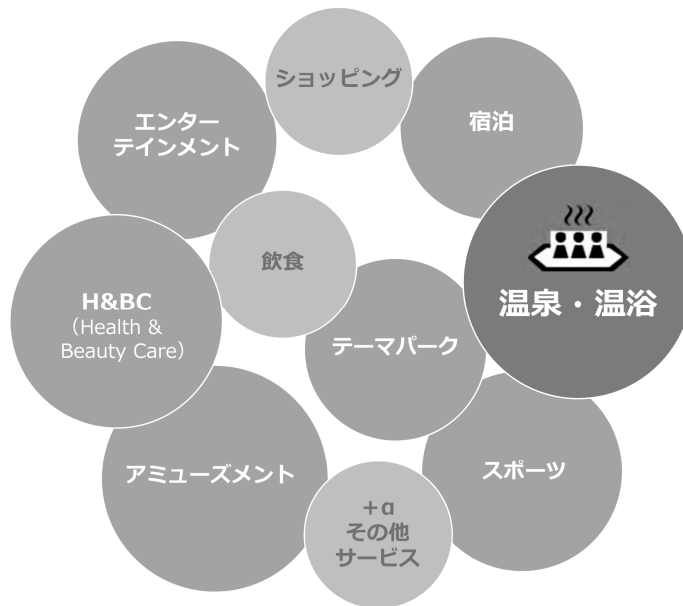 ショッピング
エンター
テインメント
宿泊
飲食
温泉・温浴
H&BC
（Health &
Beauty Care）
テーマパーク
アミューズメント
スポーツ
+α
その他
サービス